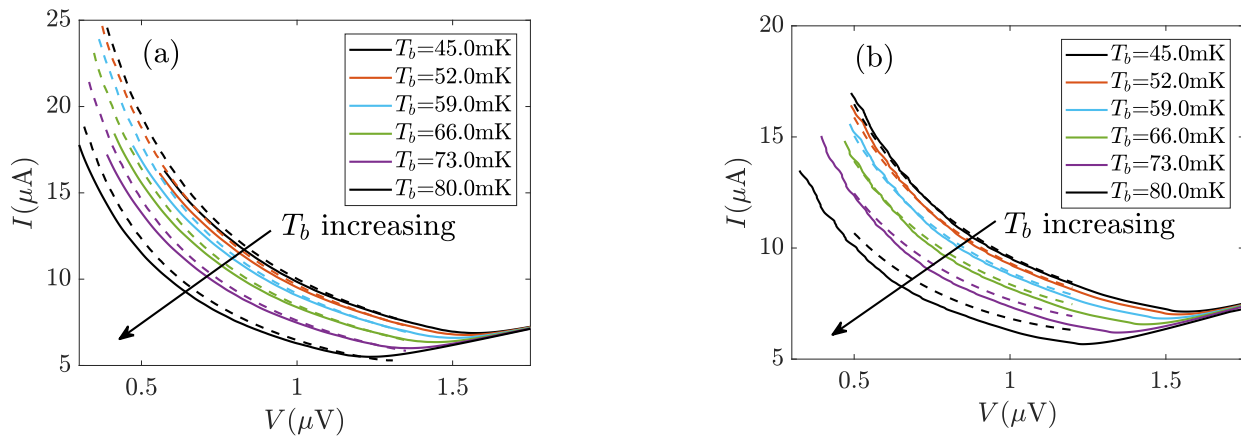 (a)
25
20
15
10
5
0.5
1
1.5
I(μA)
V(μV)
T_b=45.0mK
T_b=52.0mK
T_b=59.0mK
T_b=66.0mK
T_b=73.0mK
T_b=80.0mK
T_b increasing
(b)
20
15
10
5
0.5
1
1.5
I(μA)
V(μV)
T_b=45.0mK
T_b=52.0mK
T_b=59.0mK
T_b=66.0mK
T_b=73.0mK
T_b=80.0mK
T_b increasing